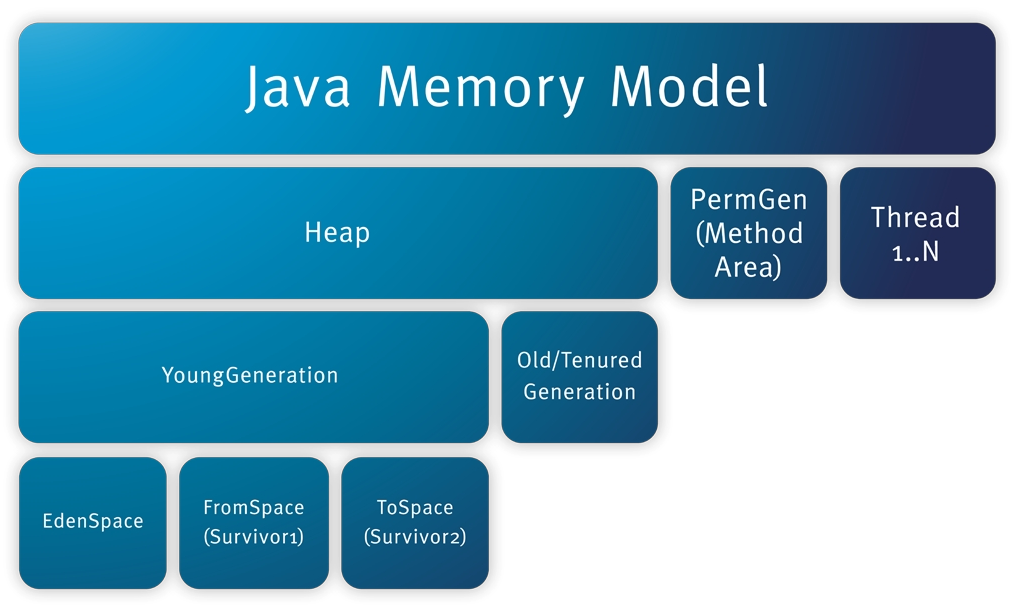 Java Memory Model
Heap
PermGen
(Method
Area)
Thread
1..N
YoungGeneration
Old/Tenured
Generation
EdenSpace
FromSpace
(Survivor1)
ToSpace
(Survivor2)